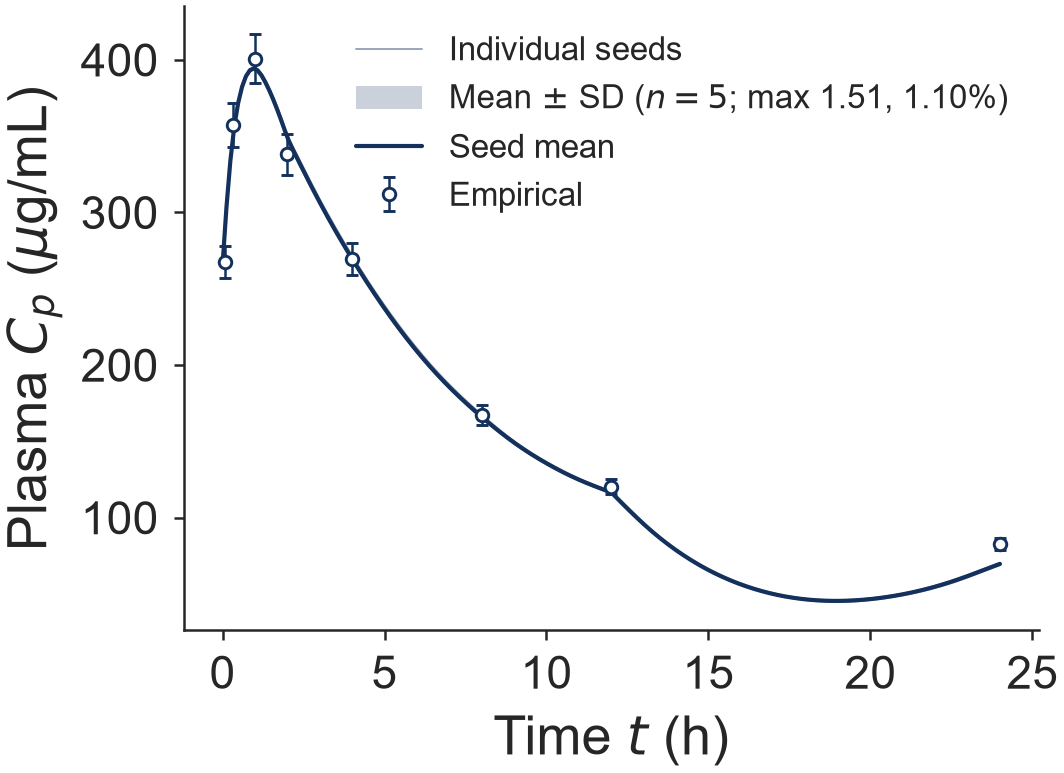 Individual seeds
Mean ± SD (n = 5; max 1.51, 1.10%)
Seed mean
Empirical
Plasma Cp (µg/mL)
400
300
200
100
0
5
10
15
20
25
Time t (h)